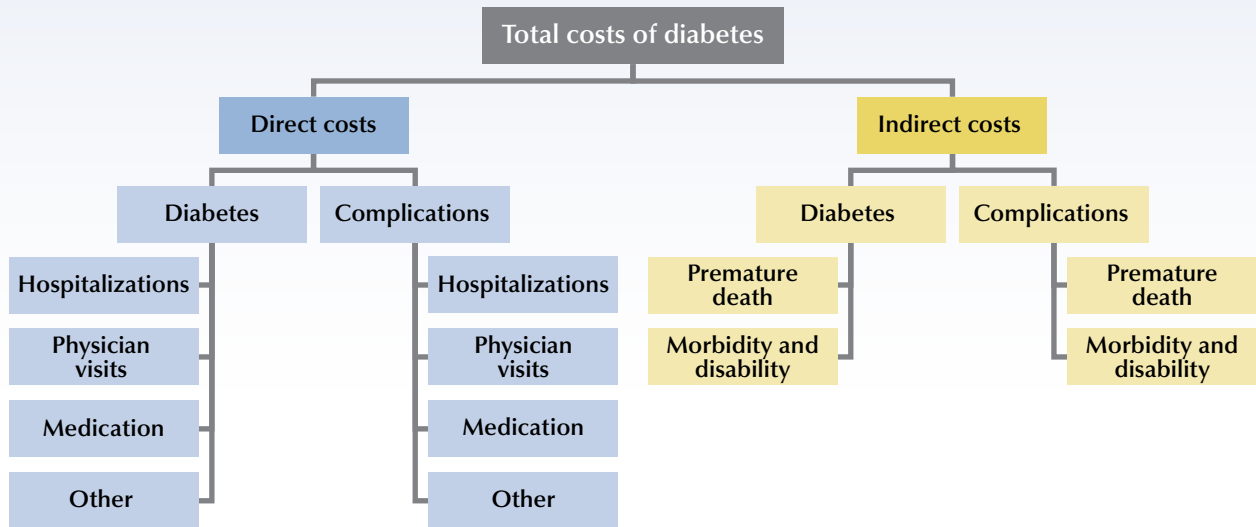 Total costs of diabetes
Direct costs
Indirect costs
Diabetes
Complications
Diabetes
Complications
Hospitalizations
Physician
visits
Medication
Other
Hospitalizations
Physician
visits
Medication
Other
Premature
death
Morbidity and
disability
Premature
death
Morbidity and
disability